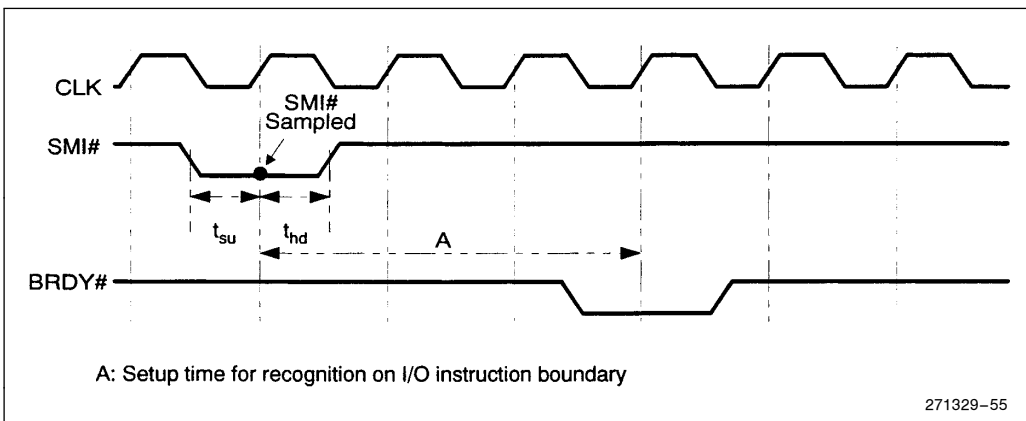 CLK
SMI#
Sampled
SMI#
tsu
thd
A
BRDY#
A: Setup time for recognition on I/O instruction boundary
271329-55